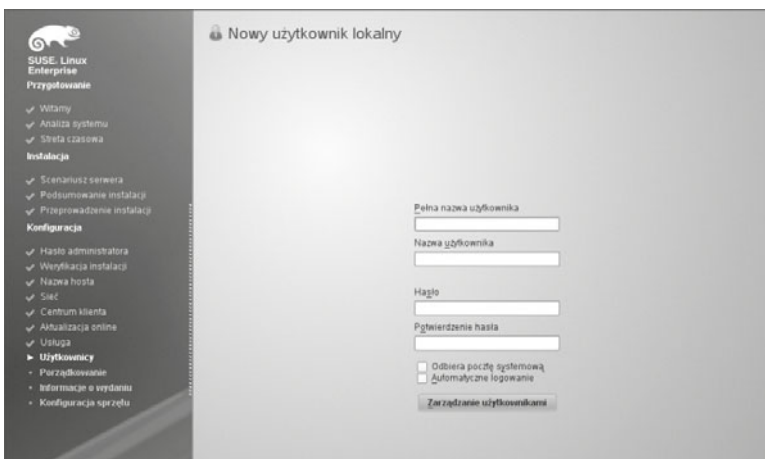 SUSE. Linux
Enterprise
Przygotowanie
Witamy
Analiza systemu
Strefa czasowa
Instalacja
Scenariusz serwera
Podsumowanie instalacji
Przeprowadzenie instalacji
Konfiguracja
Hasło administratora
Weryfikacja instalacji
Nazwa hosta
Sieć
Centrum klienta
Aktualizacja online
Usługa
Użytkownicy
Porządkowanie
Informacje o wydaniu
Konfiguracja sprzętu
Nowy użytkownik lokalny
Pełna nazwa użytkownika
Nazwa użytkownika
Hasło
Potwierdzenie hasła
Odbiera pocztę systemową
Automatyczne logowanie
Zarządzanie użytkownikami